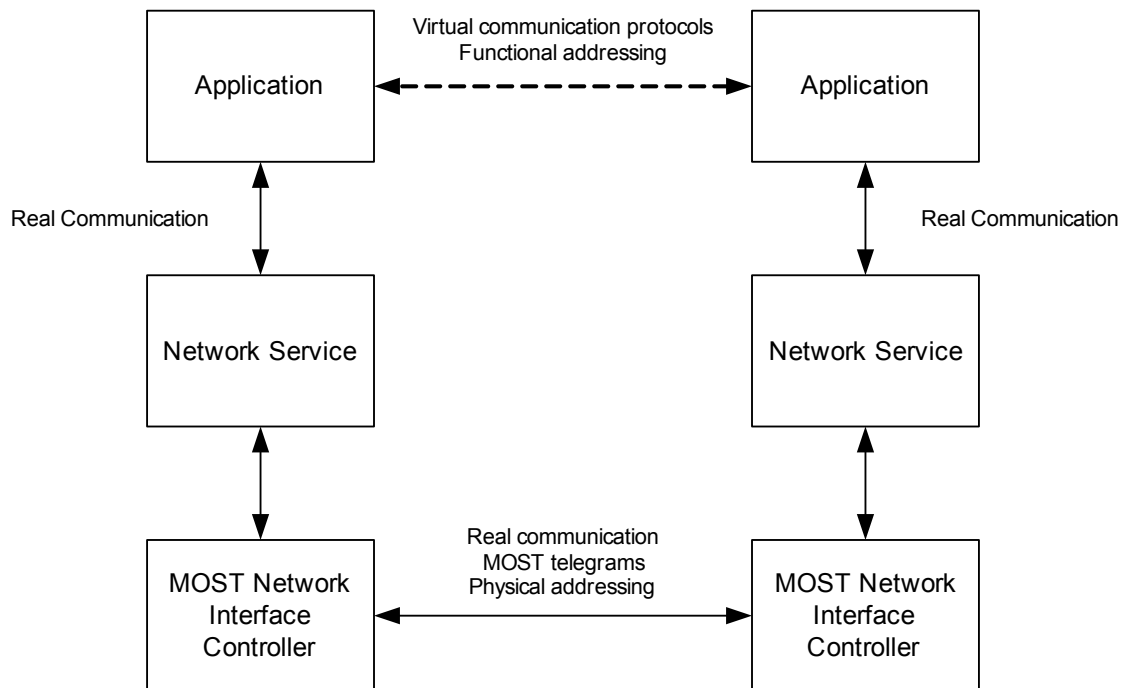 Virtual communication protocols
Functional addressing
Application
Application
Real Communication
Real Communication
Network Service
Network Service
Real communication
MOST telegrams
Physical addressing
MOST Network
Interface
Controller
MOST Network
Interface
Controller